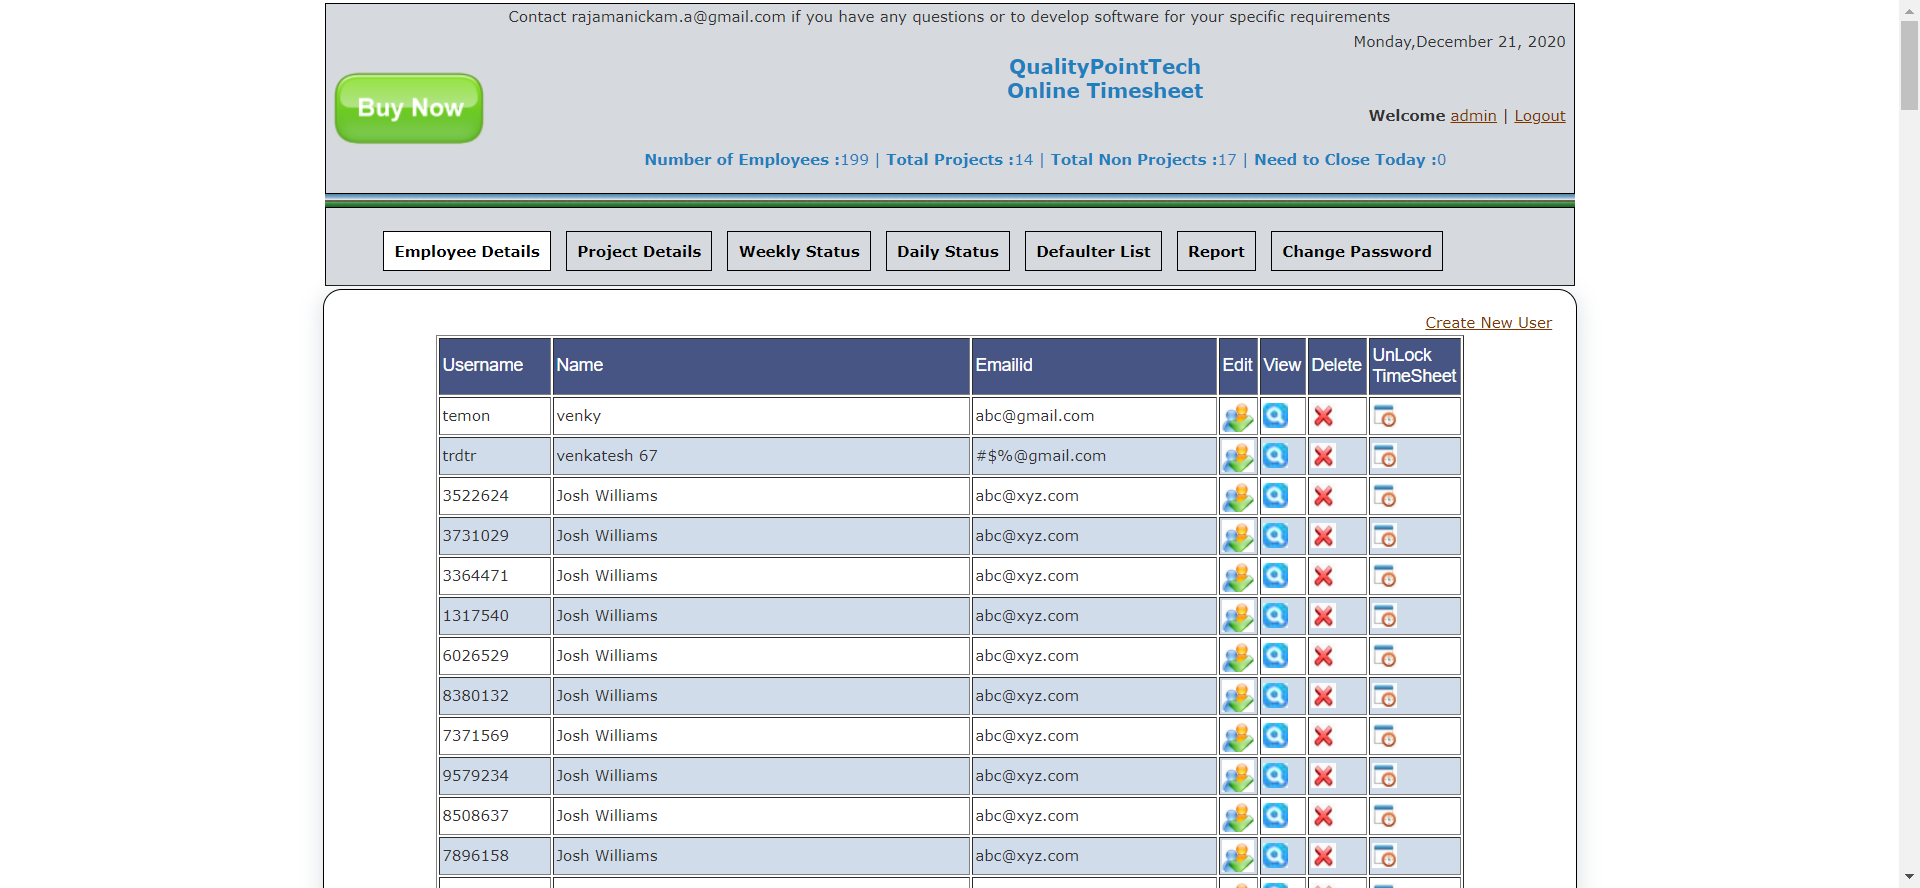 Contact rajamanickam.a@gmail.com if you have any questions or to develop software for your specific requirements
Monday,December 21, 2020
QualityPointTech
Online Timesheet
Buy Now
Welcome admin | Logout
Number of Employees :199 | Total Projects :14 | Total Non Projects :17 | Need to Close Today :0
Employee Details Project Details Weekly Status Daily Status Defaulter List Report Change Password
Create New User
Username Name Emailid Edit View Delete UnLock TimeSheet
temon venky abc@gmail.com
trdtr venkatesh 67 #$%@gmail.com
3522624 Josh Williams abc@xyz.com
3731029 Josh Williams abc@xyz.com
3364471 Josh Williams abc@xyz.com
1317540 Josh Williams abc@xyz.com
6026529 Josh Williams abc@xyz.com
8380132 Josh Williams abc@xyz.com
7371569 Josh Williams abc@xyz.com
9579234 Josh Williams abc@xyz.com
8508637 Josh Williams abc@xyz.com
7896158 Josh Williams abc@xyz.com